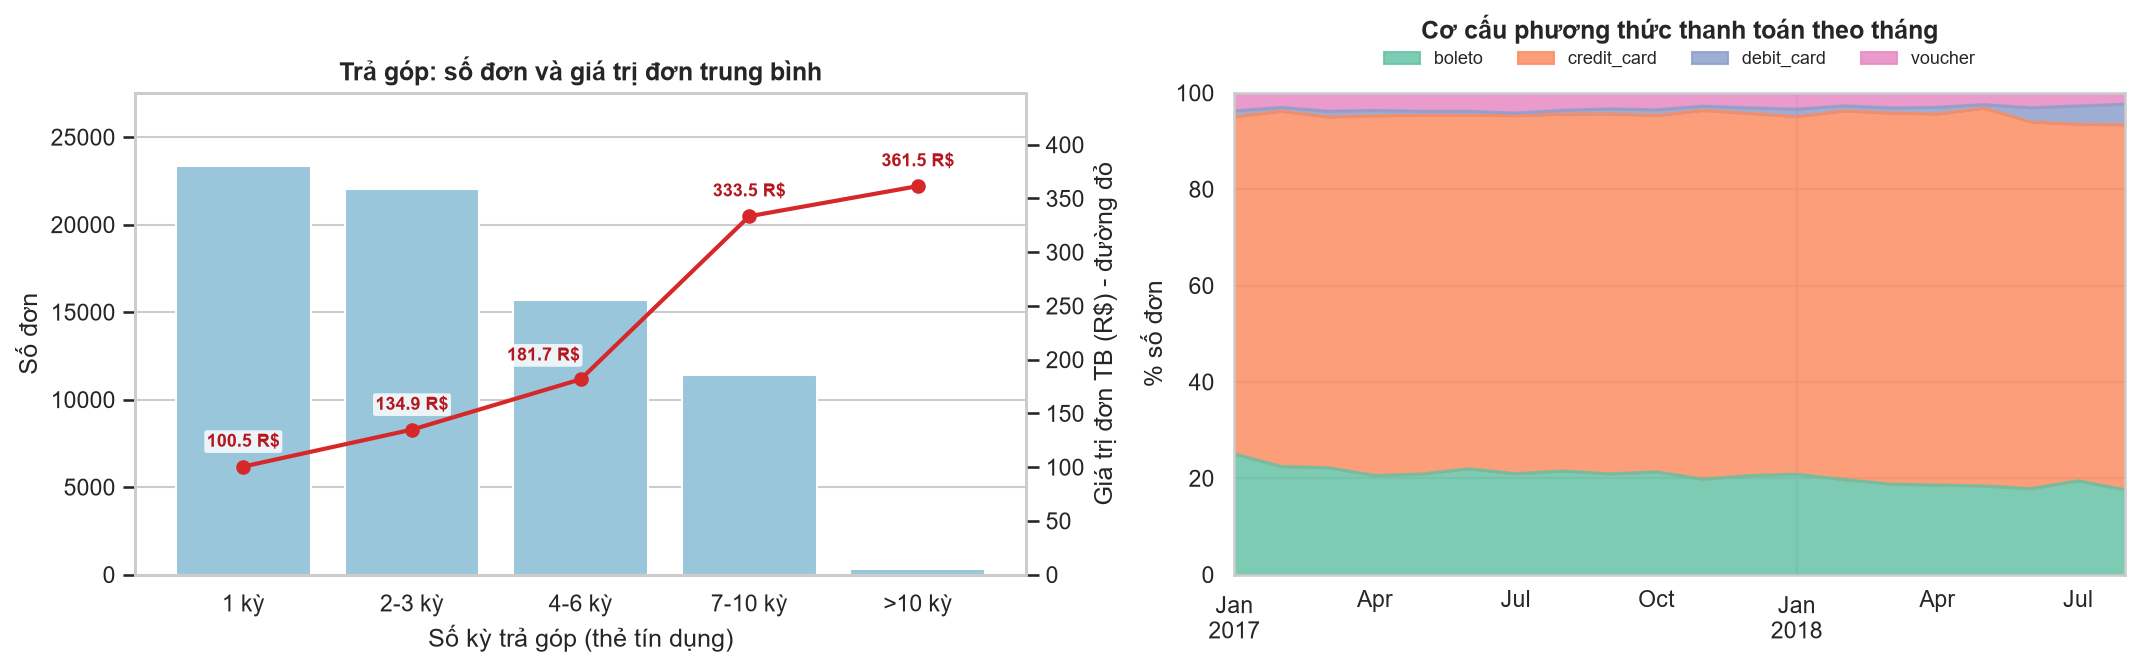 Trả góp: số đơn và giá trị đơn trung bình
Số đơn
25000
20000
15000
10000
5000
0
400
350
300
250
200
150
100
50
0
Giá trị đơn TB (R$) - đường đỏ
100.5 R$
134.9 R$
181.7 R$
333.5 R$
361.5 R$
1 kỳ
2-3 kỳ
4-6 kỳ
7-10 kỳ
>10 kỳ
Số kỳ trả góp (thẻ tín dụng)
Cơ cấu phương thức thanh toán theo tháng
boleto
credit_card
debit_card
voucher
% số đơn
100
80
60
40
20
0
Jan
2017
Apr
Jul
Oct
Jan
2018
Apr
Jul